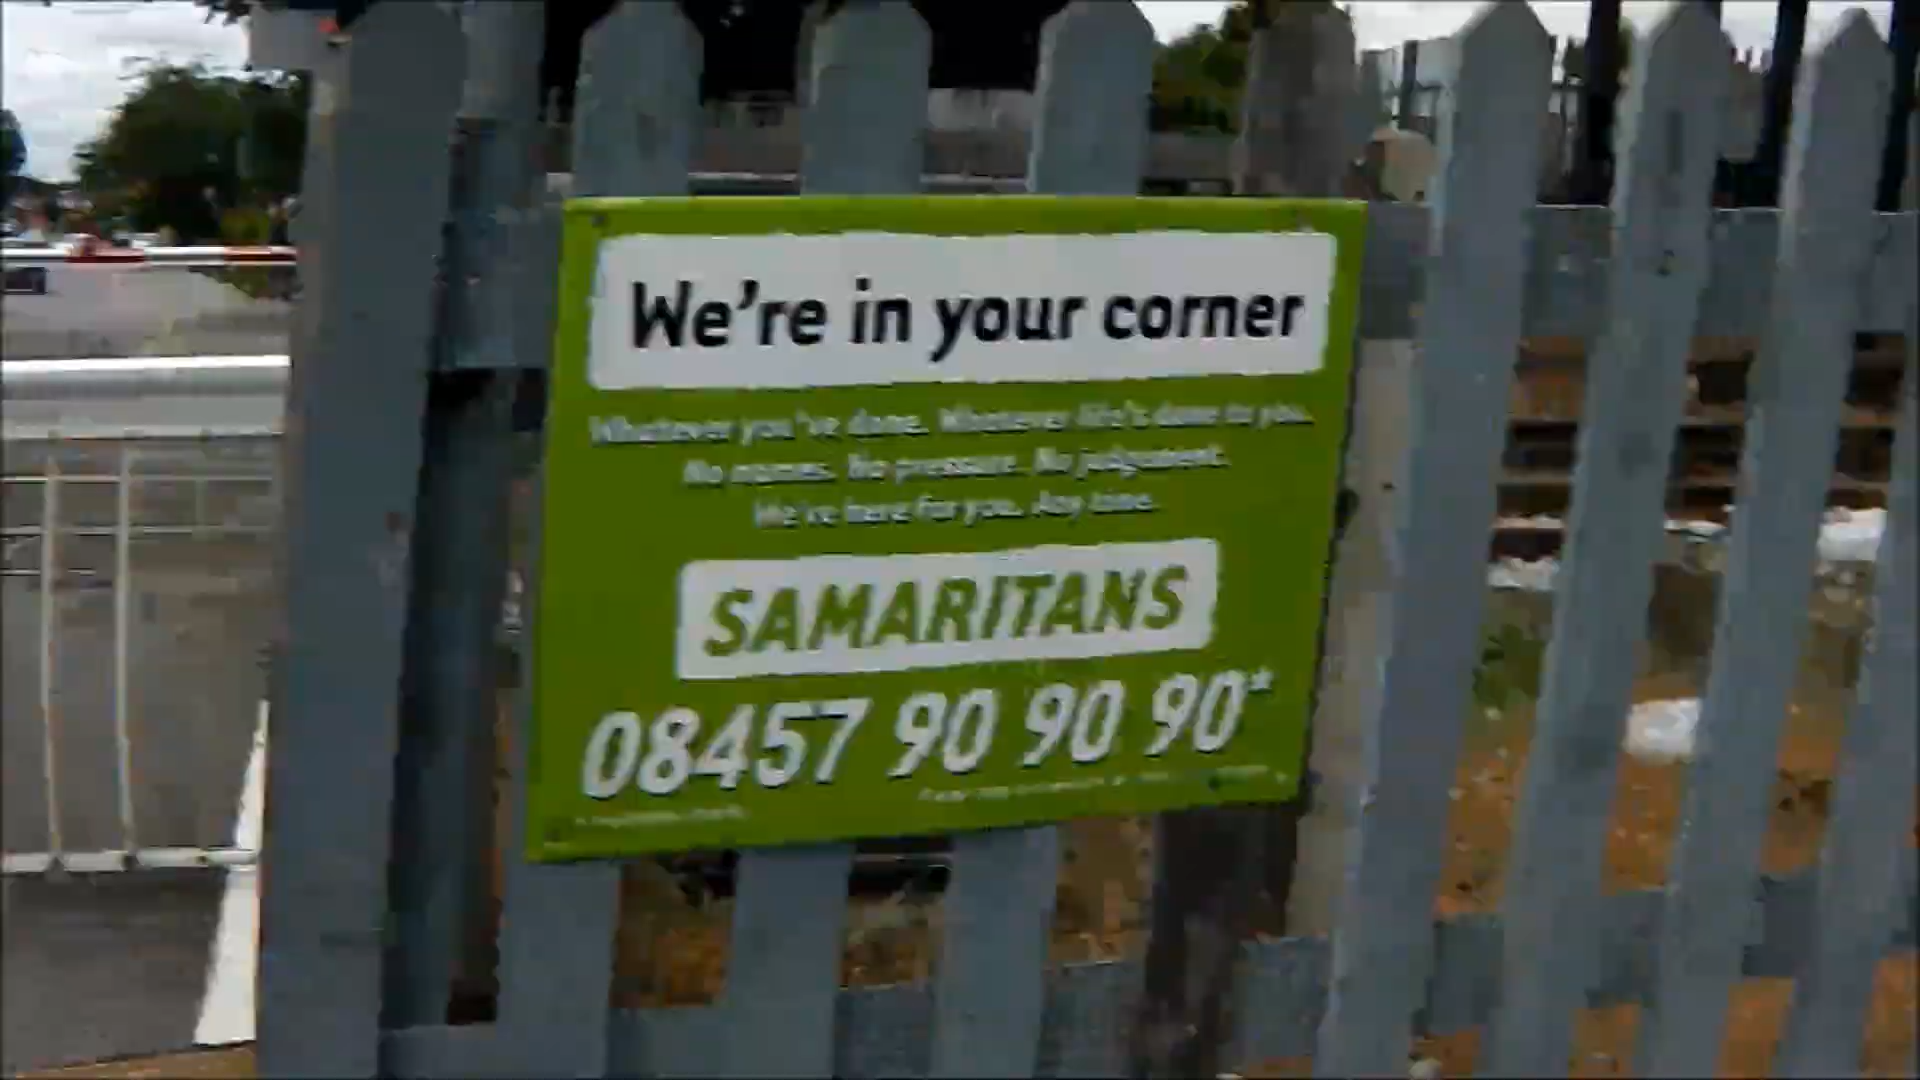 We're in your corner
Whatever you've done. Whatever life's done to you.
No names. No pressure. No judgement.
We're here for you. Any time.
SAMARITANS
08457 90 90 90*